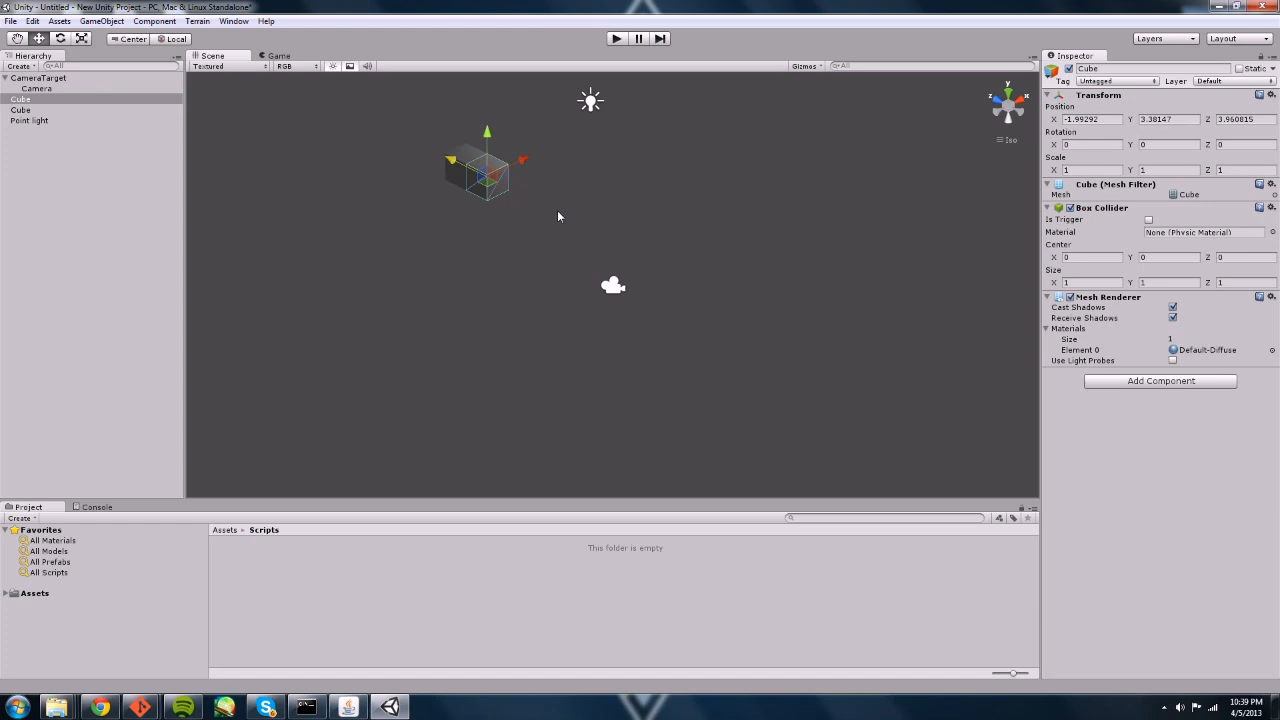 Unity - Untitled - New Unity Project - PC, Mac & Linux Standalone*
File Edit Assets GameObject Component Terrain Window Help
Center Local Layers Layout
Hierarchy
Create All
CameraTarget
Camera
Cube
Cube
Point light
Scene Game
Textured RGB Gizmos All
y
z x
Iso
Inspector
Cube Static
Tag Untagged Layer Default
Transform
Position
X -1.99292 Y 3.38147 Z 3.960815
Rotation
X 0 Y 0 Z 0
Scale
X 1 Y 1 Z 1
Cube (Mesh Filter)
Mesh Cube
Box Collider
Is Trigger
Material None (Physic Material)
Center
X 0 Y 0 Z 0
Size
X 1 Y 1 Z 1
Mesh Renderer
Cast Shadows
Receive Shadows
Materials
Size 1
Element 0 Default-Diffuse
Use Light Probes
Add Component
Project Console
Create
Favorites
All Materials
All Models
All Prefabs
All Scripts
Assets
Assets Scripts
This folder is empty
10:39 PM
4/5/2013